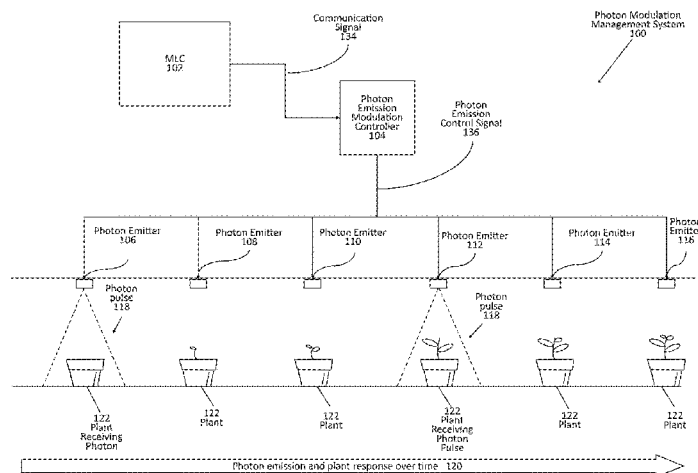 Communication
Signal
134
Photon Modulation
Management System
100
MLC
102
Photon
Emission
Modulation
Controller
104
Photon
Emission
Control Signal
136
Photon Emitter
106
Photon Emitter
108
Photon Emitter
110
Photon Emitter
112
Photon Emitter
114
Photon
Emitter
116
Photon
pulse
118
Photon
pulse
118
122
Plant
Receiving
Photon
122
Plant
122
Plant
122
Plant
Receiving
Photon
Pulse
122
Plant
122
Plant
Photon emission and plant response over time 120